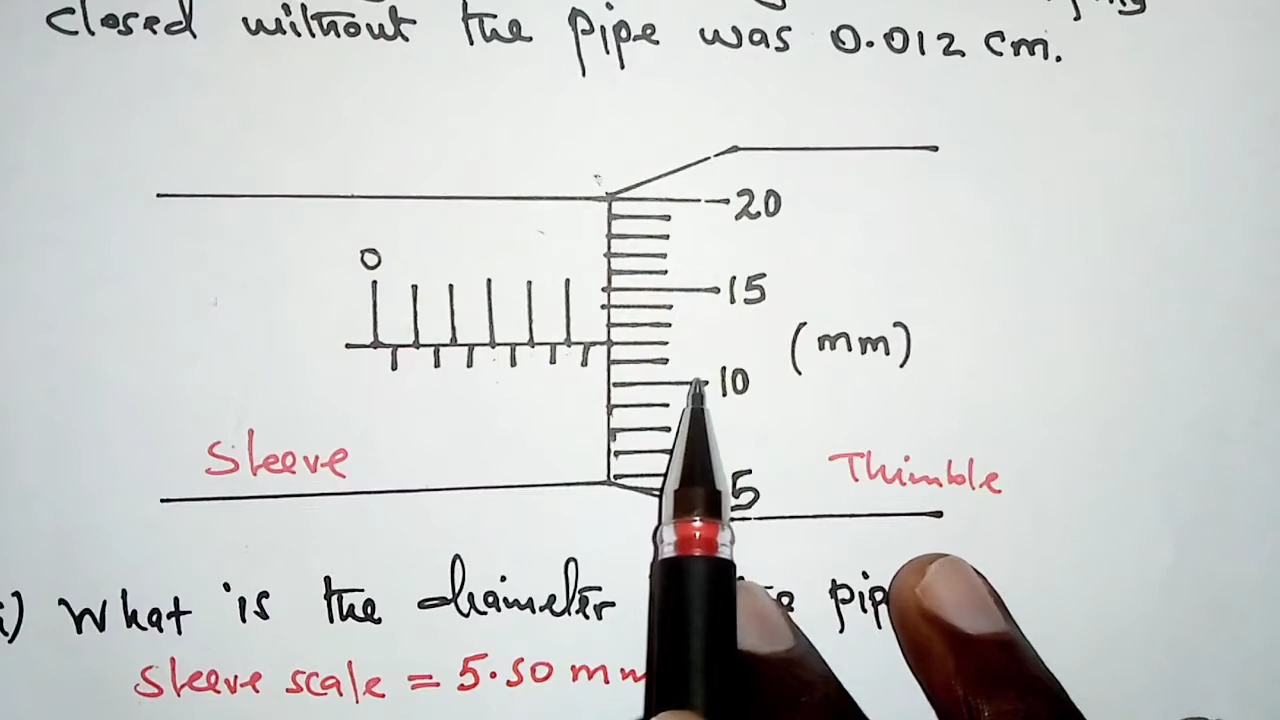 closed without the pipe was 0.012 cm.
20
0
15
(mm)
10
Sleeve
Thimble
5
What is the diameter pip
Sleeve scale = 5.50 mm